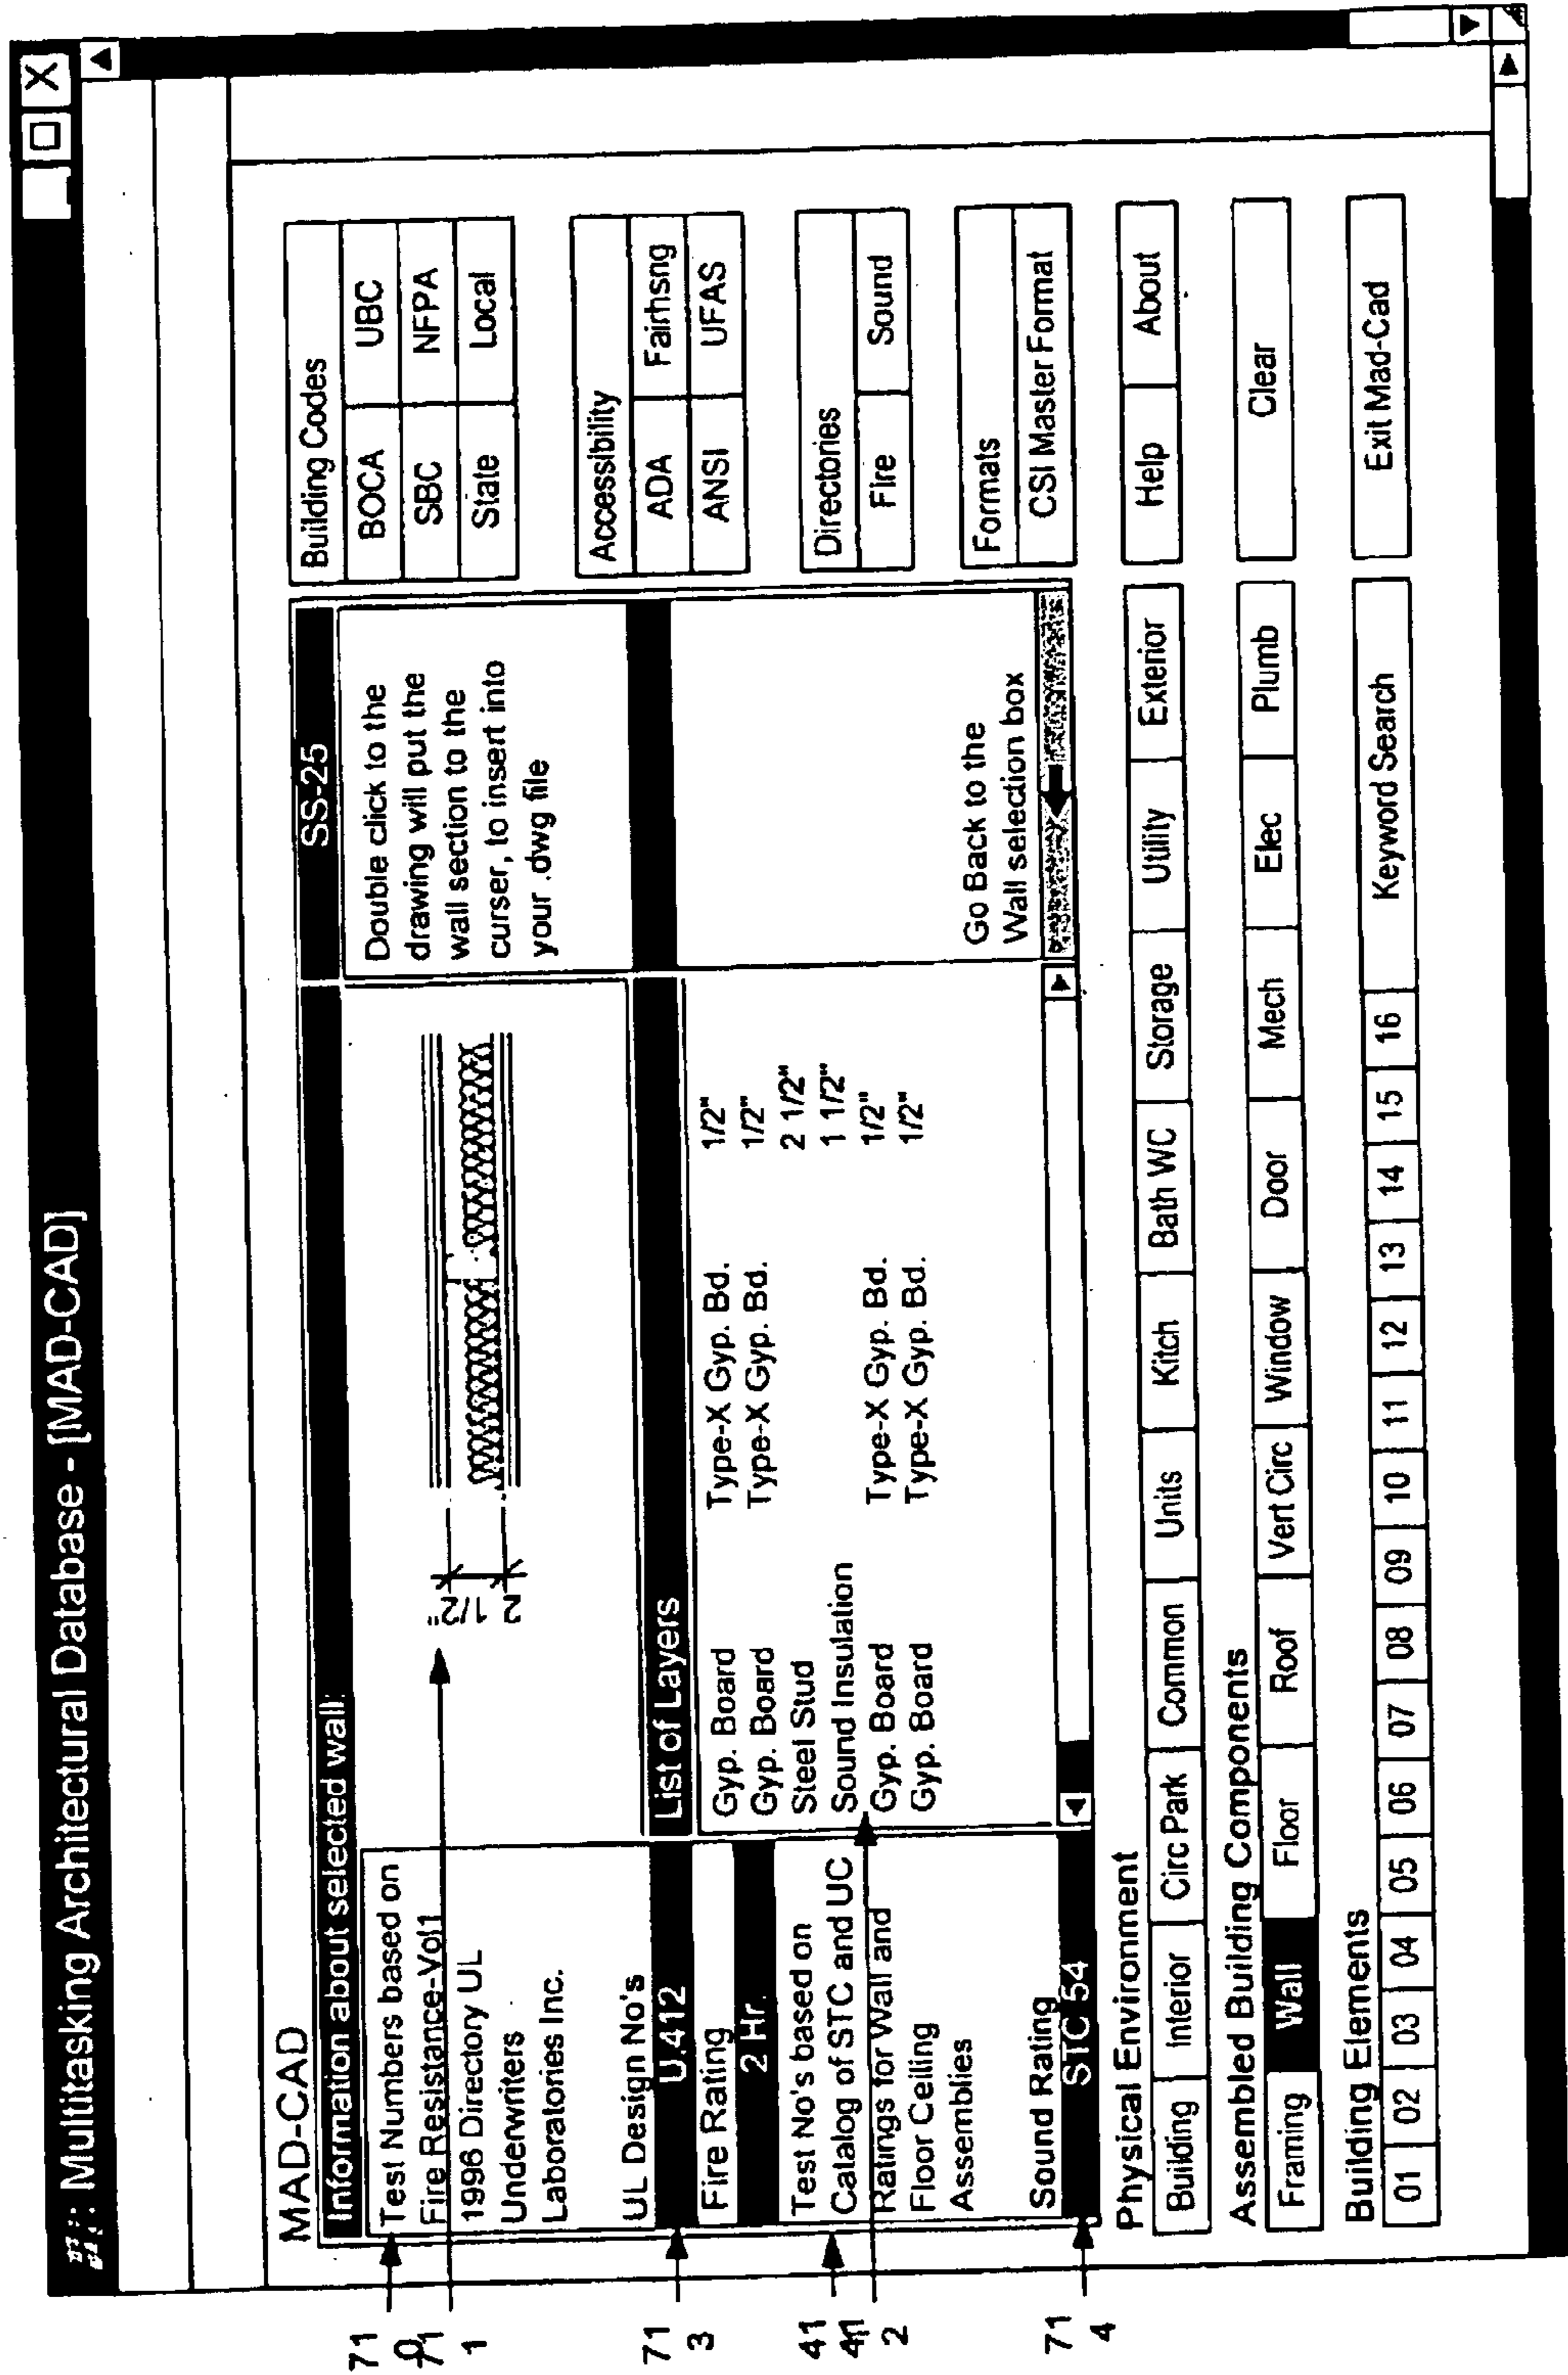 Multitasking Architectural Database - [MAD-CAD]
MAD-CAD
Information about selected wall:
SS-25
Test Numbers based on
Fire Resistance-Vol1
1996 Directory UL
Underwriters
Laboratories Inc.
UL Design No's
U.412
Fire Rating
2 Hr.
Test No's based on
Catalog of STC and UC
Ratings for Wall and
Floor Ceiling
Assemblies
Sound Rating
STC 54
2 1/2"
List of Layers
Gyp. Board Type-X Gyp. Bd. 1/2"
Gyp. Board Type-X Gyp. Bd. 1/2"
Steel Stud 2 1/2"
Sound Insulation 1 1/2"
Gyp. Board Type-X Gyp. Bd. 1/2"
Gyp. Board Type-X Gyp. Bd. 1/2"
Double click to the
drawing will put the
wall section to the
curser, to insert into
your .dwg file
Go Back to the
Wall selection box
Building Codes
BOCA UBC
SBC NFPA
State Local
Accessibility
ADA Fairhsng
ANSI UFAS
Directories
Fire Sound
Formats
CSI Master Format
Help About
Clear
Exit Mad-Cad
Physical Environment
Building Interior Circ Park Common Units Kitch Bath WC Storage Utility Exterior
Assembled Building Components
Framing Wall Floor Roof Vert Circ Window Door Mech Elec Plumb
Building Elements
01 02 03 04 05 06 07 08 09 10 11 12 13 14 15 16 Keyword Search
71
71
1
71
3
41
2
71
4